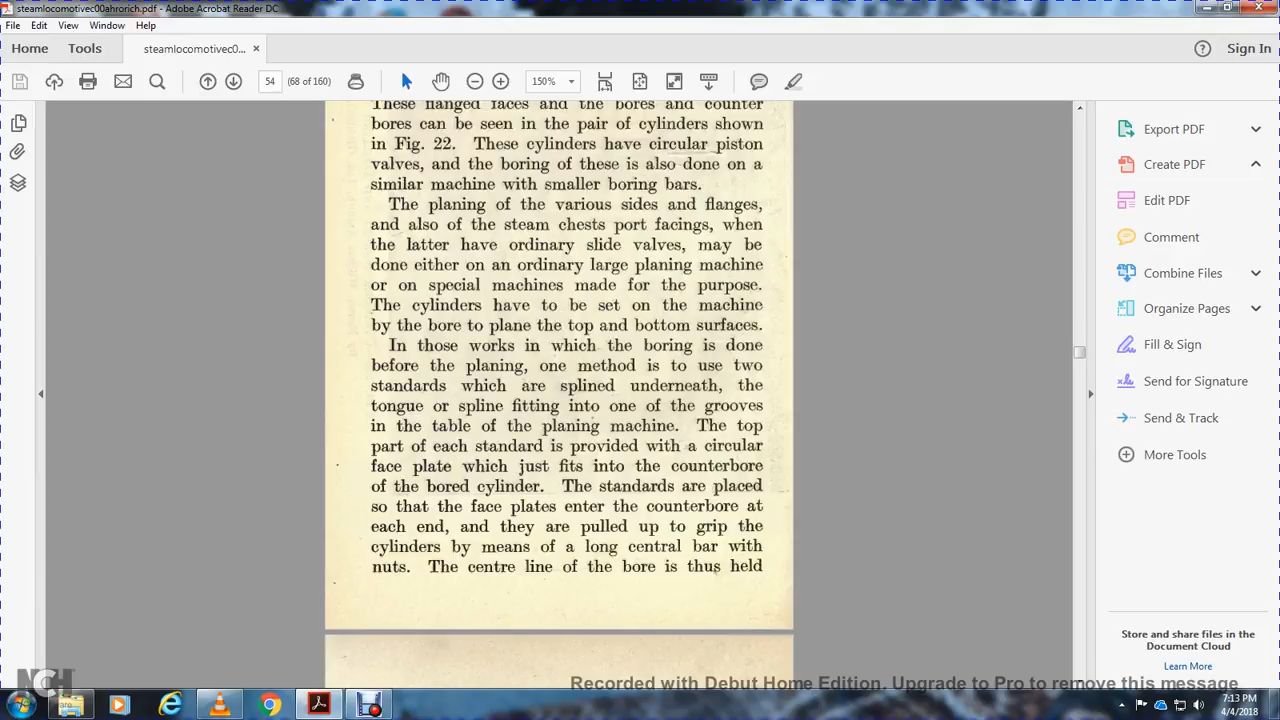 steamlocomotivec00ahrorich.pdf - Adobe Acrobat Reader DC
File Edit View Window Help
Home Tools steamlocomotivec0... × Sign In
54 (68 of 160) 150%
These flanged faces and the bores and counter
bores can be seen in the pair of cylinders shown
in Fig. 22. These cylinders have circular piston
valves, and the boring of these is also done on a
similar machine with smaller boring bars.
The planing of the various sides and flanges,
and also of the steam chests port facings, when
the latter have ordinary slide valves, may be
done either on an ordinary large planing machine
or on special machines made for the purpose.
The cylinders have to be set on the machine
by the bore to plane the top and bottom surfaces.
In those works in which the boring is done
before the planing, one method is to use two
standards which are splined underneath, the
tongue or spline fitting into one of the grooves
in the table of the planing machine. The top
part of each standard is provided with a circular
face plate which just fits into the counterbore
of the bored cylinder. The standards are placed
so that the face plates enter the counterbore at
each end, and they are pulled up to grip the
cylinders by means of a long central bar with
nuts. The centre line of the bore is thus held
Export PDF
Create PDF
Edit PDF
Comment
Combine Files
Organize Pages
Fill & Sign
Send for Signature
Send & Track
More Tools
Store and share files in the
Document Cloud
Learn More
NCH
Recorded with Debut Home Edition. Upgrade to Pro to remove this message
7:13 PM
4/4/2018